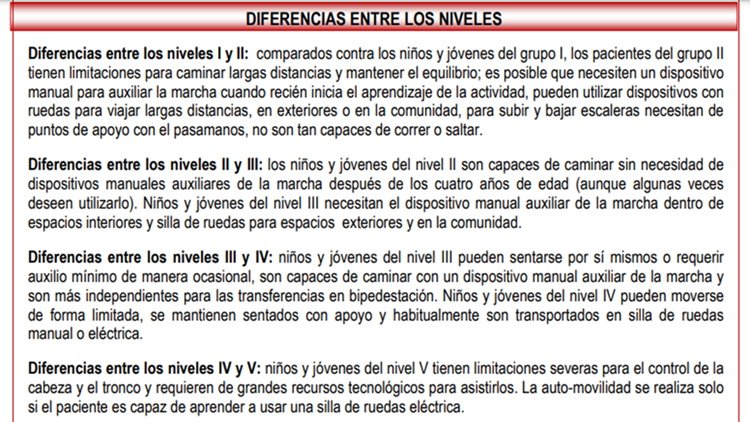 DIFERENCIAS ENTRE LOS NIVELES
Diferencias entre los niveles I y II: comparados contra los niños y jóvenes del grupo I, los pacientes del grupo II
tienen limitaciones para caminar largas distancias y mantener el equilibrio; es posible que necesiten un dispositivo
manual para auxiliar la marcha cuando recién inicia el aprendizaje de la actividad, pueden utilizar dispositivos con
ruedas para viajar largas distancias, en exteriores o en la comunidad, para subir y bajar escaleras necesitan de
puntos de apoyo con el pasamanos, no son tan capaces de correr o saltar.
Diferencias entre los niveles II y III: los niños y jóvenes del nivel II son capaces de caminar sin necesidad de
dispositivos manuales auxiliares de la marcha después de los cuatro años de edad (aunque algunas veces
deseen utilizarlo). Niños y jóvenes del nivel III necesitan el dispositivo manual auxiliar de la marcha dentro de
espacios interiores y silla de ruedas para espacios exteriores y en la comunidad.
Diferencias entre los niveles III y IV: niños y jóvenes del nivel III pueden sentarse por sí mismos o requerir
auxilio mínimo de manera ocasional, son capaces de caminar con un dispositivo manual auxiliar de la marcha y
son más independientes para las transferencias en bipedestación. Niños y jóvenes del nivel IV pueden moverse
de forma limitada, se mantienen sentados con apoyo y habitualmente son transportados en silla de ruedas
manual o eléctrica.
Diferencias entre los niveles IV y V: niños y jóvenes del nivel V tienen limitaciones severas para el control de la
cabeza y el tronco y requieren de grandes recursos tecnológicos para asistirlos. La auto-movilidad se realiza solo
si el paciente es capaz de aprender a usar una silla de ruedas eléctrica.